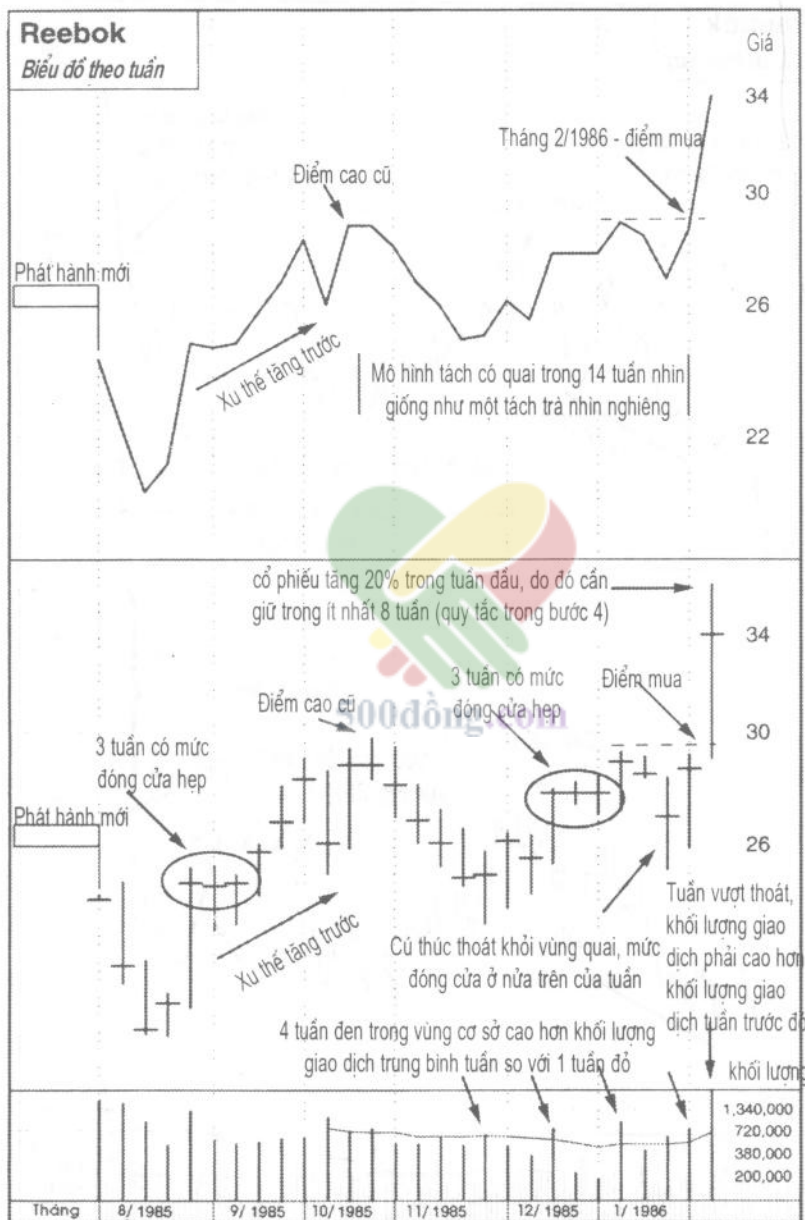 Reebok
Biểu đồ theo tuần
Giá
34
Tháng 2/1986 - điểm mua
30
Điểm cao cũ
Phát hành mới
26
Xu thế tăng trước
Mô hình tách có quai trong 14 tuần nhìn
giống như một tách trà nhìn nghiêng
22
cổ phiếu tăng 20% trong tuần đầu, do đó cần
giữ trong ít nhất 8 tuần (quy tắc trong bước 4)
34
3 tuần có mức
đóng cửa hẹp
Điểm mua
Điểm cao cũ
500đồng.com
30
3 tuần có mức
đóng cửa hẹp
Phát hành mới
26
Xu thế tăng trước
Cú thúc thoát khỏi vùng quai, mức
đóng cửa ở nửa trên của tuần
Tuần vượt thoát,
khối lượng giao
dịch phải cao hơn
khối lượng giao
dịch tuần trước đó
4 tuần đen trong vùng cơ sở cao hơn khối lượng
giao dịch trung bình tuần so với 1 tuần đỏ
khối lượng
1,340,000
720,000
380,000
200,000
Tháng 8/ 1985 9/ 1985 10/ 1985 11/ 1985 12/ 1985 1/ 1986